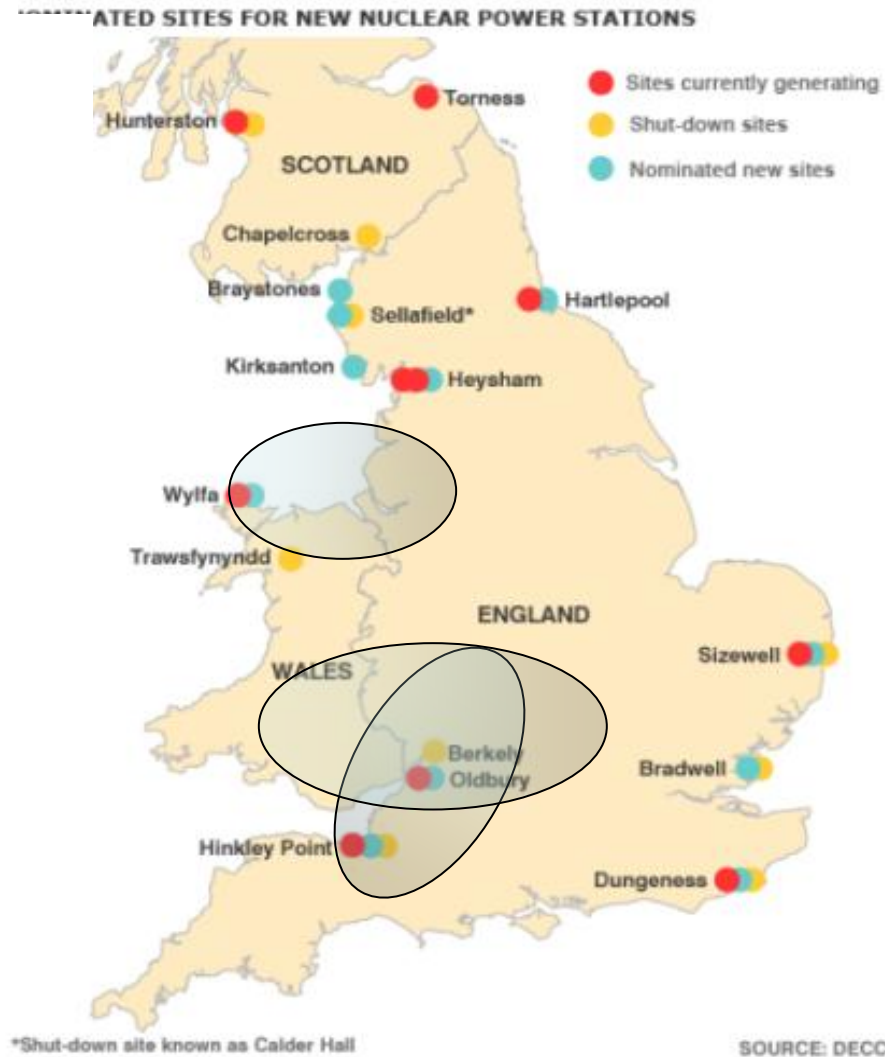 ATED SITES FOR NEW NUCLEAR POWER STATIONS
Sites currently generating
Shut-down sites
Nominated new sites
Torness
Hunterston
SCOTLAND
Chapelcross
Braystones
Hartlepool
Sellafield*
Kirksanton
Heysham
Wylfa
Trawsfynyndd
ENGLAND
Sizewell
WALES
Berkely
Bradwell
Oldbury
Hinkley Point
Dungeness
*Shut-down site known as Calder Hall
SOURCE: DECC